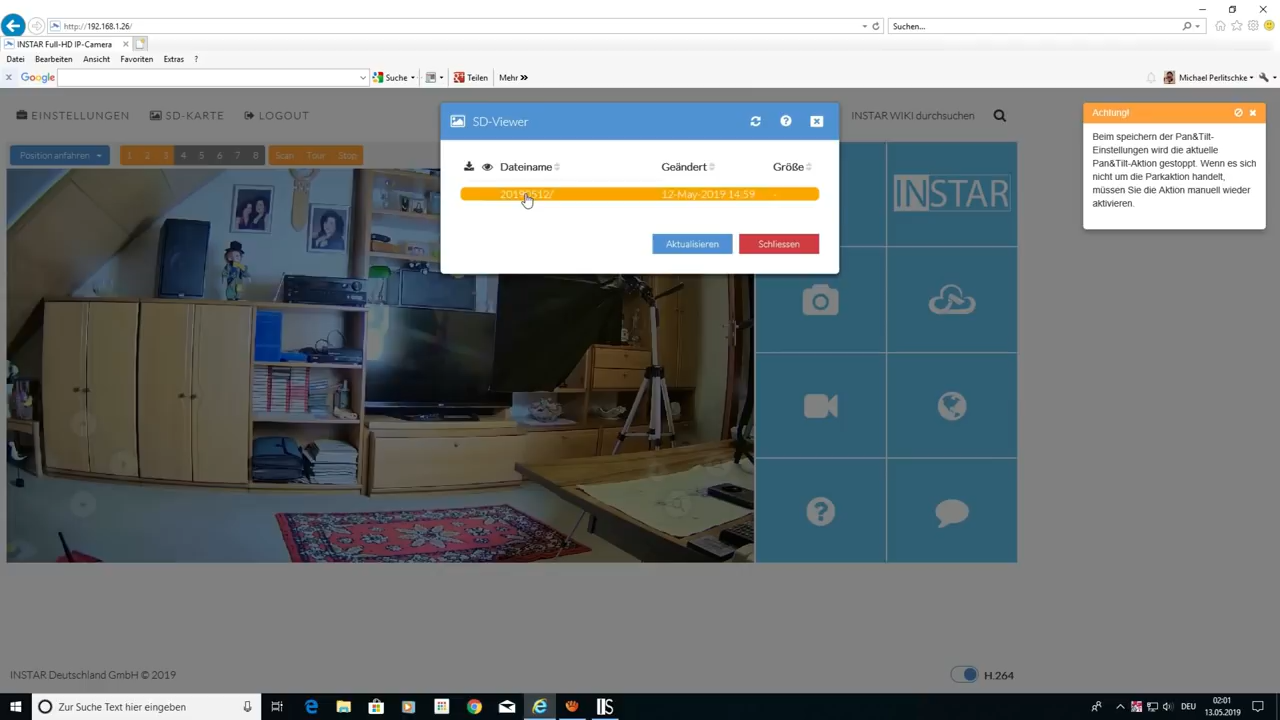 http://192.168.1.26/
Suchen...
INSTAR Full-HD IP-Camera
Datei Bearbeiten Ansicht Favoriten Extras ?
Google Suche Teilen Mehr »
Michael Perlitschke
EINSTELLUNGEN SD-KARTE LOGOUT
INSTAR WIKI durchsuchen
Position anfahren 1 2 3 4 5 6 7 8 Scan Tour Stop
SD-Viewer
Dateiname Geändert Größe
20190512/ 12-May-2019 14:59 -
Aktualisieren Schliessen
INSTAR
Achtung!
Beim speichern der Pan&Tilt-
Einstellungen wird die aktuelle
Pan&Tilt-Aktion gestoppt. Wenn es sich
nicht um die Parkaktion handelt,
müssen Sie die Aktion manuell wieder
aktivieren.
INSTAR Deutschland GmbH © 2019
H.264
Zur Suche Text hier eingeben
DEU
02:01
13.05.2019